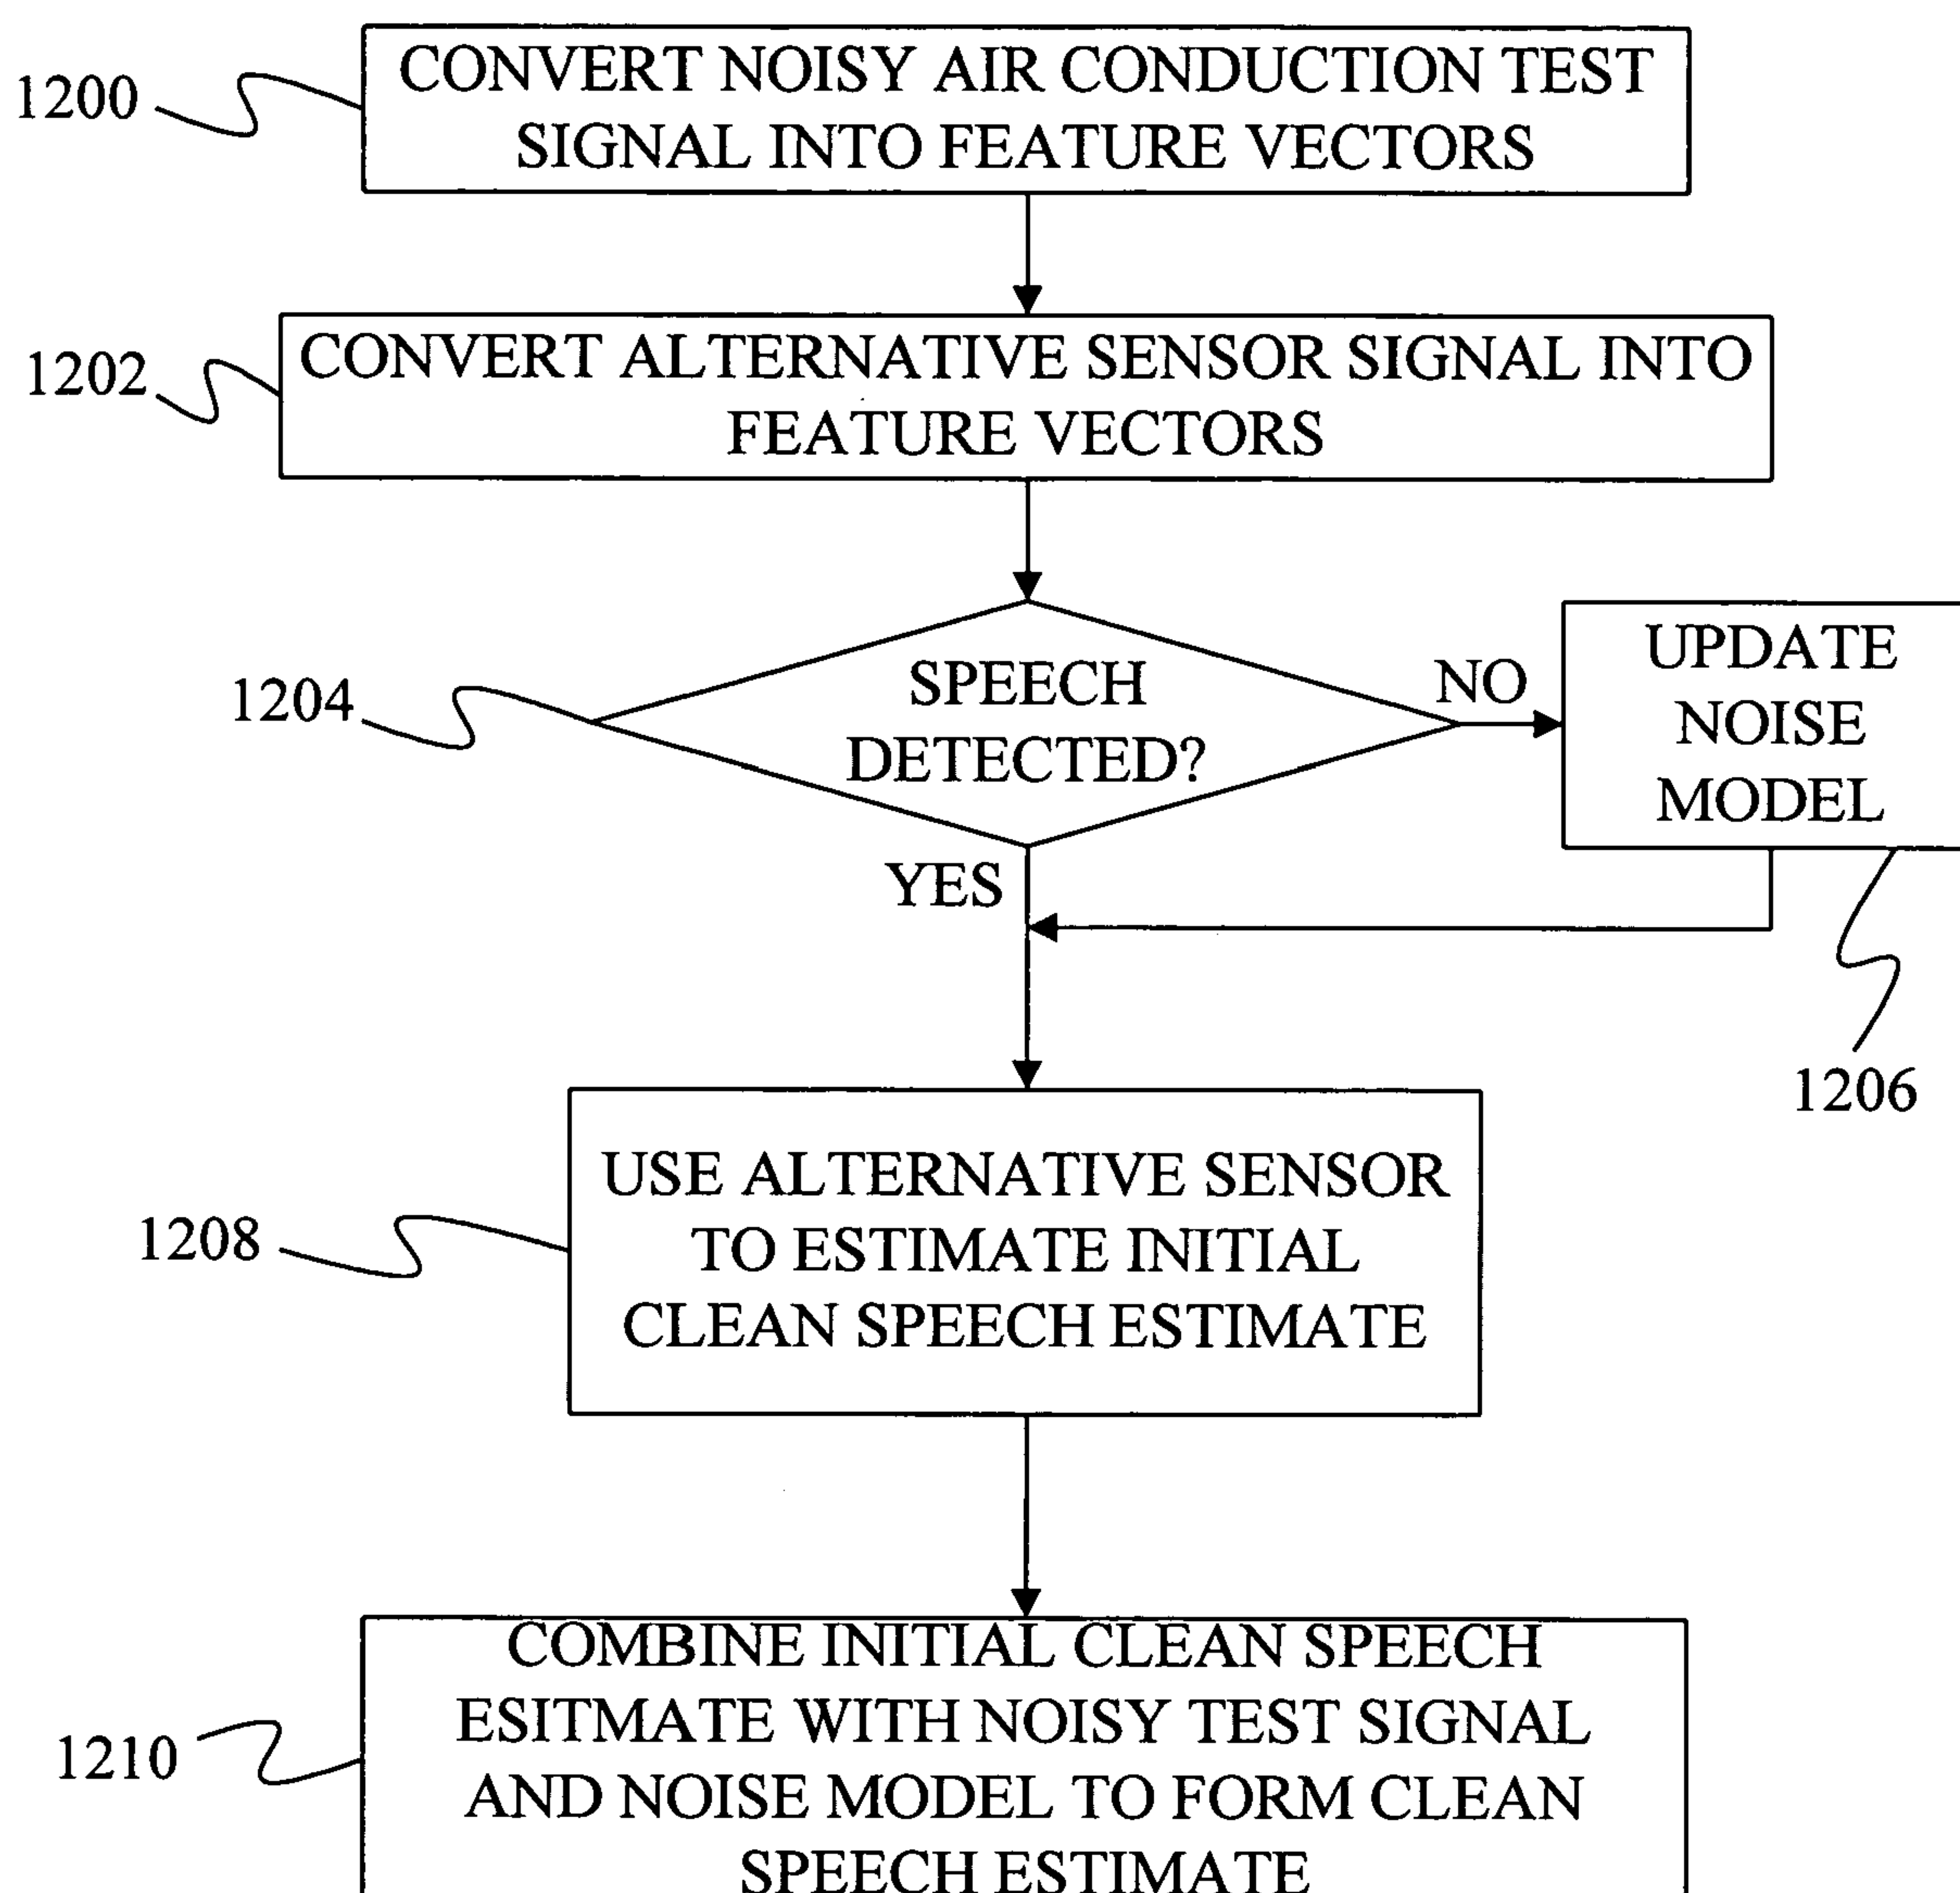 1200
CONVERT NOISY AIR CONDUCTION TEST
SIGNAL INTO FEATURE VECTORS
1202
CONVERT ALTERNATIVE SENSOR SIGNAL INTO
FEATURE VECTORS
1204
SPEECH
DETECTED?
NO
UPDATE
NOISE
MODEL
YES
1206
1208
USE ALTERNATIVE SENSOR
TO ESTIMATE INITIAL
CLEAN SPEECH ESTIMATE
1210
COMBINE INITIAL CLEAN SPEECH
ESITMATE WITH NOISY TEST SIGNAL
AND NOISE MODEL TO FORM CLEAN
SPEECH ESTIMATE